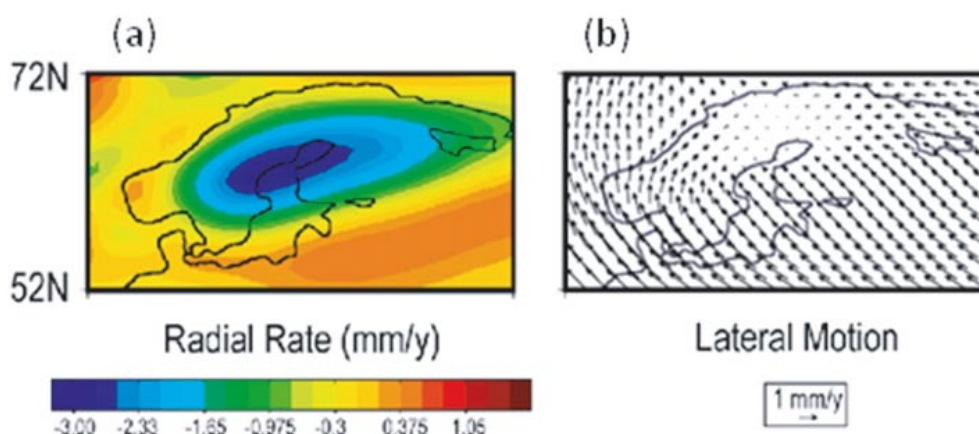 (a)
(b)
72N
52N
Radial Rate (mm/y)
Lateral Motion
-3.00 -2.33 -1.65 -0.975 -0.3 0.375 1.05
1 mm/y